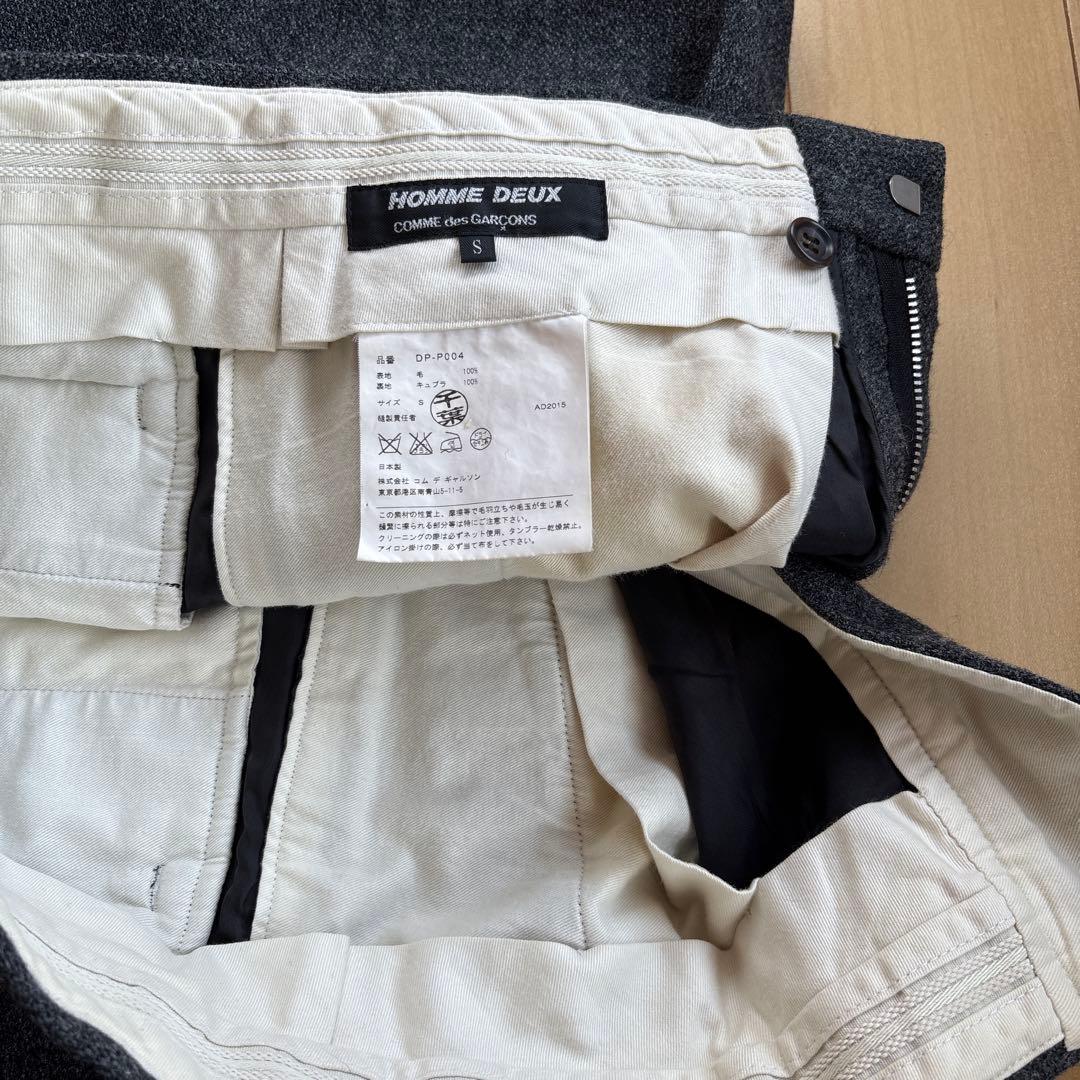 HOMME DEUX
COMME des GARÇONS
S
品番 DP-P004
表地 毛 100%
裏地 キュプラ 100%
サイズ S
千葉
縫製責任者
AD2015
日本製
株式会社 コム デ ギャルソン
東京都港区南青山5-11-5
この素材の性質上、摩擦等で毛羽立ちや毛玉が生じ易く
頻繁に擦られる部分等は特にご注意下さい。
クリーニングの際は必ずネット使用、タンブラー乾燥禁止。
アイロン掛けの際、必ず当て布をして下さい。